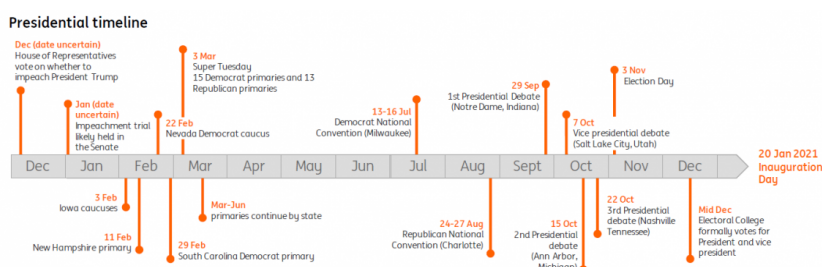 Presidential timeline
Dec (date uncertain)
House of Representatives
vote on whether to
impeach President Trump
Jan (date
uncertain)
Impeachment trial
likely held in
the Senate
22 Feb
Nevada Democrat caucus
3 Mar
Super Tuesday
15 Democrat primaries and 13
Republican primaries
13-16 Jul
Democrat National
Convention (Milwaukee)
29 Sep
1st Presidential Debate
(Notre Dame, Indiana)
7 Oct
Vice presidential debate
(Salt Lake City, Utah)
3 Nov
Election Day
Dec Jan Feb Mar Apr May Jun Jul Aug Sept Oct Nov Dec
20 Jan 2021
Inauguration
Day
3 Feb
Iowa caucuses
11 Feb
New Hampshire primary
29 Feb
South Carolina Democrat primary
Mar-Jun
primaries continue by state
24-27 Aug
Republican National
Convention (Charlotte)
15 Oct
2nd Presidential
debate
(Ann Arbor,
Michigan)
22 Oct
3rd Presidential
debate (Nashville
Tennessee)
Mid Dec
Electoral College
formally votes for
President and vice
president